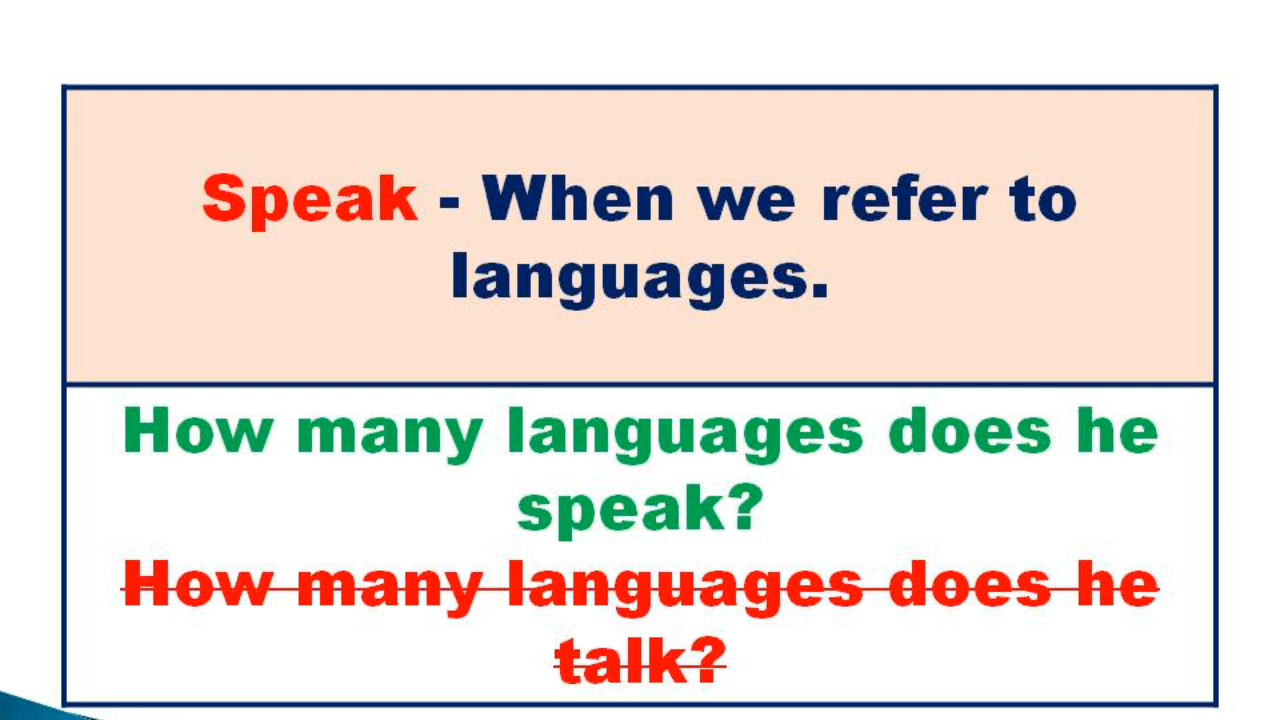 Speak - When we refer to
languages.
How many languages does he
speak?
How many languages does he
talk?